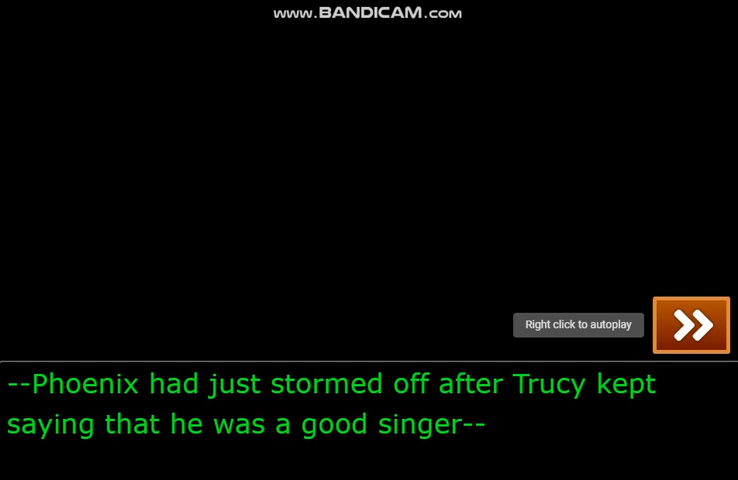 www.BANDICAM.com
Right click to autoplay
--Phoenix had just stormed off after Trucy kept
saying that he was a good singer--